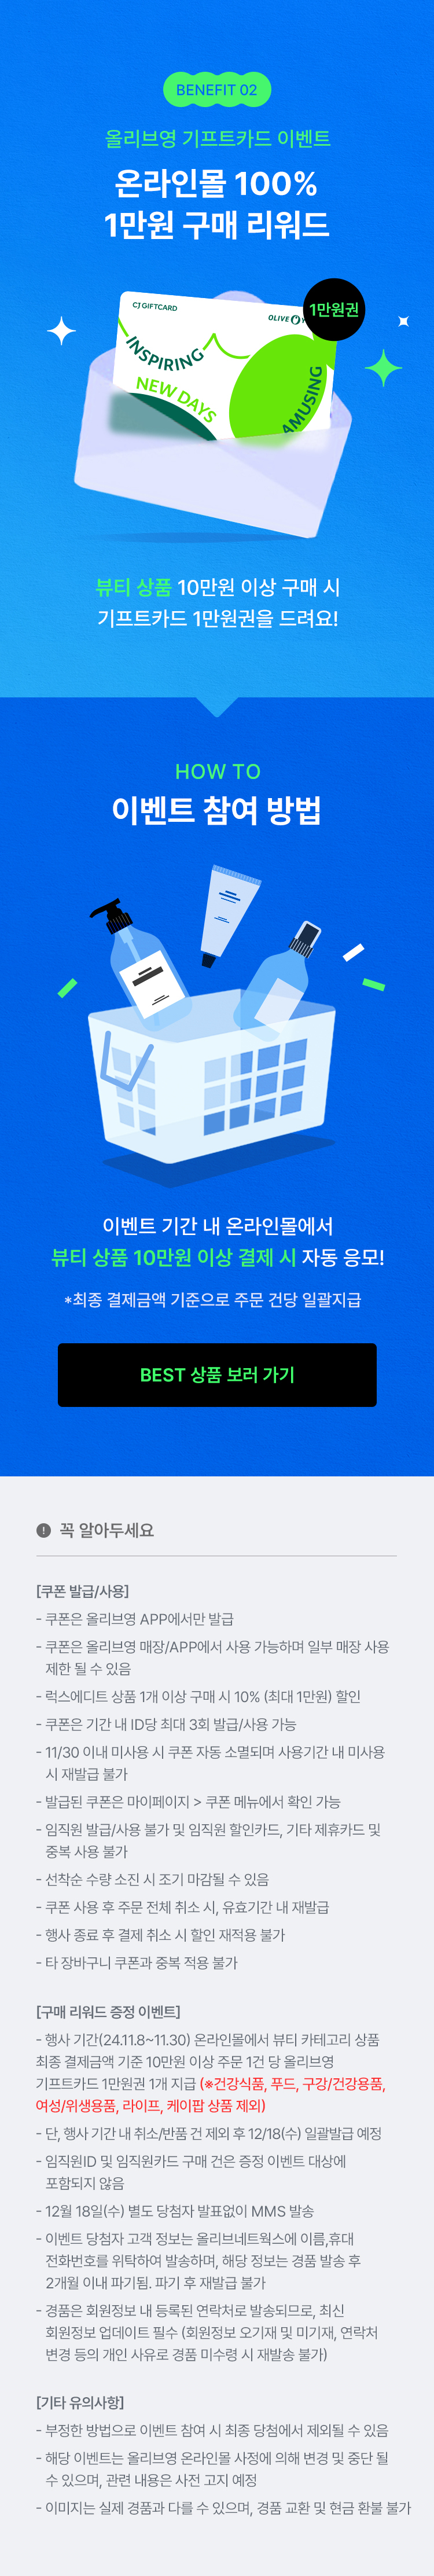 BENEFIT 02
올리브영 기프트카드 이벤트
온라인몰 100%
1만원 구매 리워드
1만원권
CJ GIFTCARD
OLIVE Y
INSPIRING
NEW DAYS
AMUSING
뷰티 상품 10만원 이상 구매 시
기프트카드 1만원권을 드려요!
HOW TO
이벤트 참여 방법
이벤트 기간 내 온라인몰에서
뷰티 상품 10만원 이상 결제 시 자동 응모!
*최종 결제금액 기준으로 주문 건당 일괄지급
BEST 상품 보러 가기
! 꼭 알아두세요
[쿠폰 발급/사용]
- 쿠폰은 올리브영 APP에서만 발급
- 쿠폰은 올리브영 매장/APP에서 사용 가능하며 일부 매장 사용
제한 될 수 있음
- 럭스에디트 상품 1개 이상 구매 시 10% (최대 1만원) 할인
- 쿠폰은 기간 내 ID당 최대 3회 발급/사용 가능
- 11/30 이내 미사용 시 쿠폰 자동 소멸되며 사용기간 내 미사용
시 재발급 불가
- 발급된 쿠폰은 마이페이지 > 쿠폰 메뉴에서 확인 가능
- 임직원 발급/사용 불가 및 임직원 할인카드, 기타 제휴카드 및
중복 사용 불가
- 선착순 수량 소진 시 조기 마감될 수 있음
- 쿠폰 사용 후 주문 전체 취소 시, 유효기간 내 재발급
- 행사 종료 후 결제 취소 시 할인 재적용 불가
- 타 장바구니 쿠폰과 중복 적용 불가
[구매 리워드 증정 이벤트]
- 행사 기간(24.11.8~11.30) 온라인몰에서 뷰티 카테고리 상품
최종 결제금액 기준 10만원 이상 주문 1건 당 올리브영
기프트카드 1만원권 1개 지급 (※건강식품, 푸드, 구강/건강용품,
여성/위생용품, 라이프, 케이팝 상품 제외)
- 단, 행사 기간 내 취소/반품 건 제외 후 12/18(수) 일괄발급 예정
- 임직원ID 및 임직원카드 구매 건은 증정 이벤트 대상에
포함되지 않음
- 12월 18일(수) 별도 당첨자 발표없이 MMS 발송
- 이벤트 당첨자 고객 정보는 올리브네트웍스에 이름,휴대
전화번호를 위탁하여 발송하며, 해당 정보는 경품 발송 후
2개월 이내 파기됨. 파기 후 재발급 불가
- 경품은 회원정보 내 등록된 연락처로 발송되므로, 최신
회원정보 업데이트 필수 (회원정보 오기재 및 미기재, 연락처
변경 등의 개인 사유로 경품 미수령 시 재발송 불가)
[기타 유의사항]
- 부정한 방법으로 이벤트 참여 시 최종 당첨에서 제외될 수 있음
- 해당 이벤트는 올리브영 온라인몰 사정에 의해 변경 및 중단 될
수 있으며, 관련 내용은 사전 고지 예정
- 이미지는 실제 경품과 다를 수 있으며, 경품 교환 및 현금 환불 불가